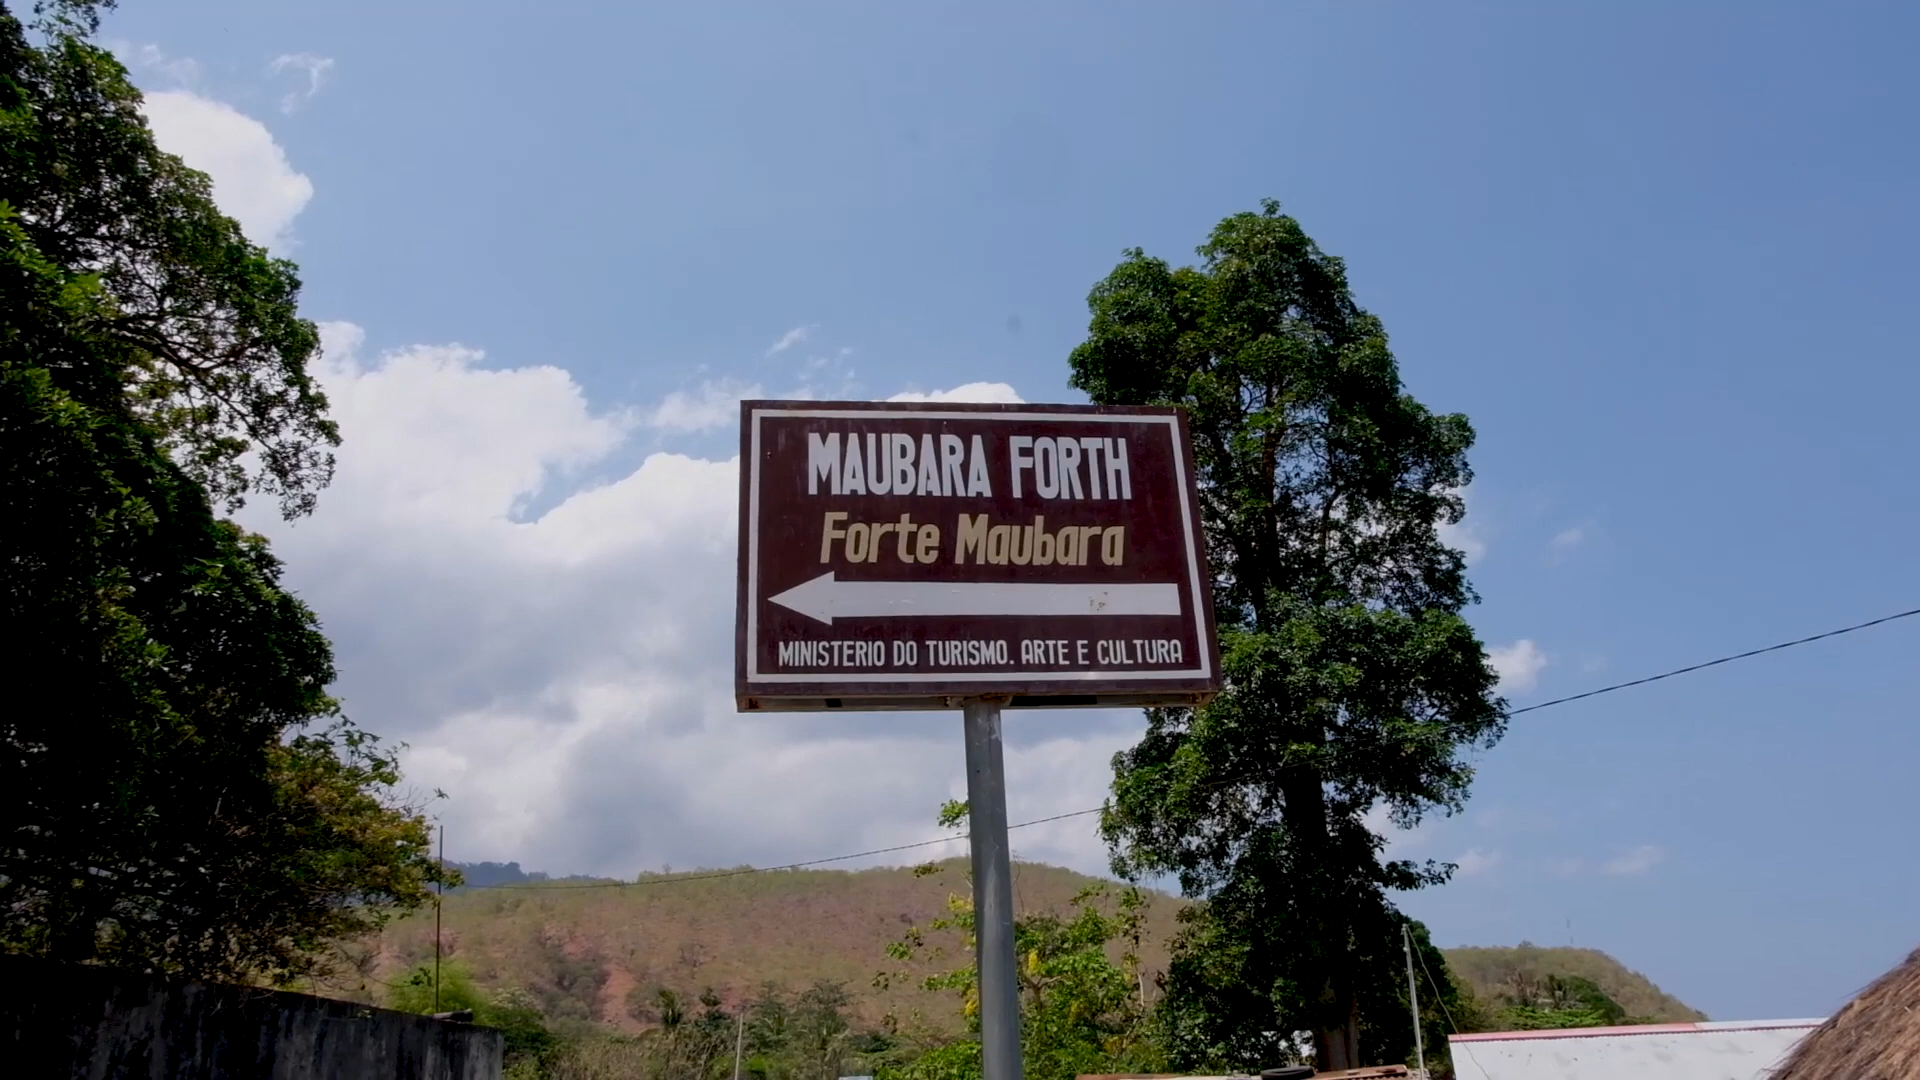 MAUBARA FORTH
Forte Maubara
MINISTERIO DO TURISMO. ARTE E CULTURA